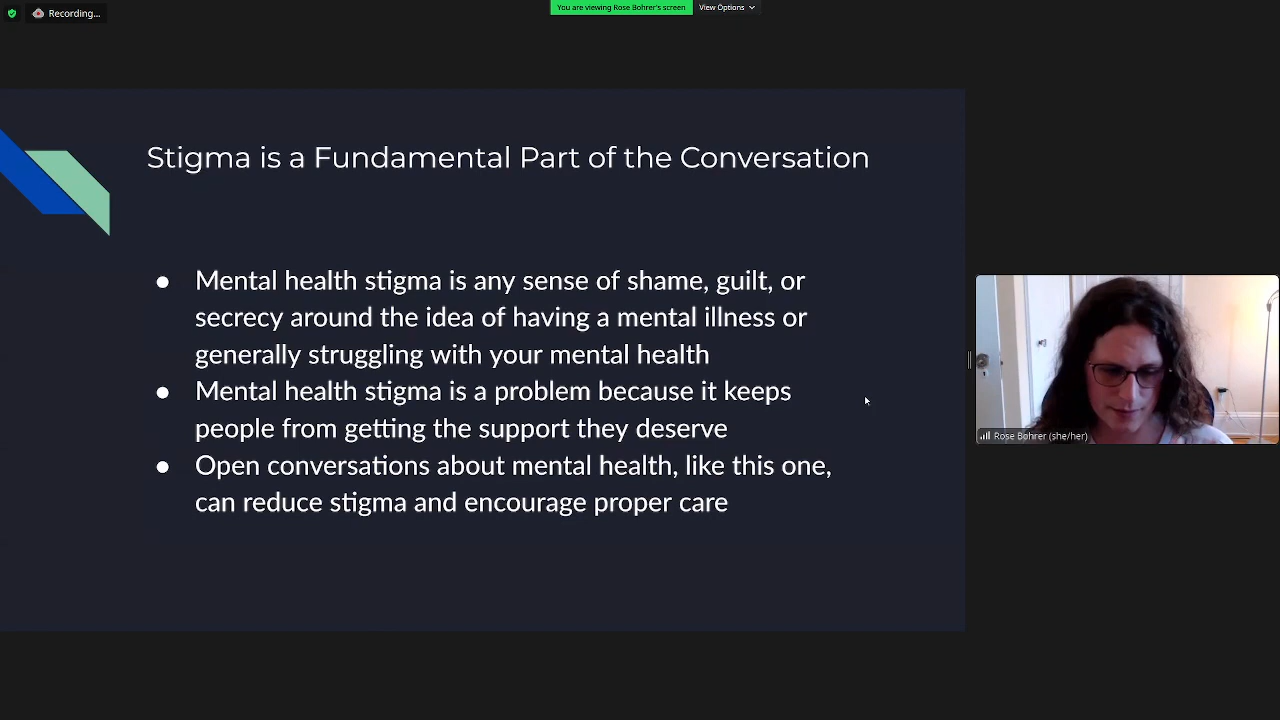 Recording...
You are viewing Rose Bohrer's screen
View Options
Stigma is a Fundamental Part of the Conversation
● Mental health stigma is any sense of shame, guilt, or
secrecy around the idea of having a mental illness or
generally struggling with your mental health
● Mental health stigma is a problem because it keeps
people from getting the support they deserve
● Open conversations about mental health, like this one,
can reduce stigma and encourage proper care
Rose Bohrer (she/her)